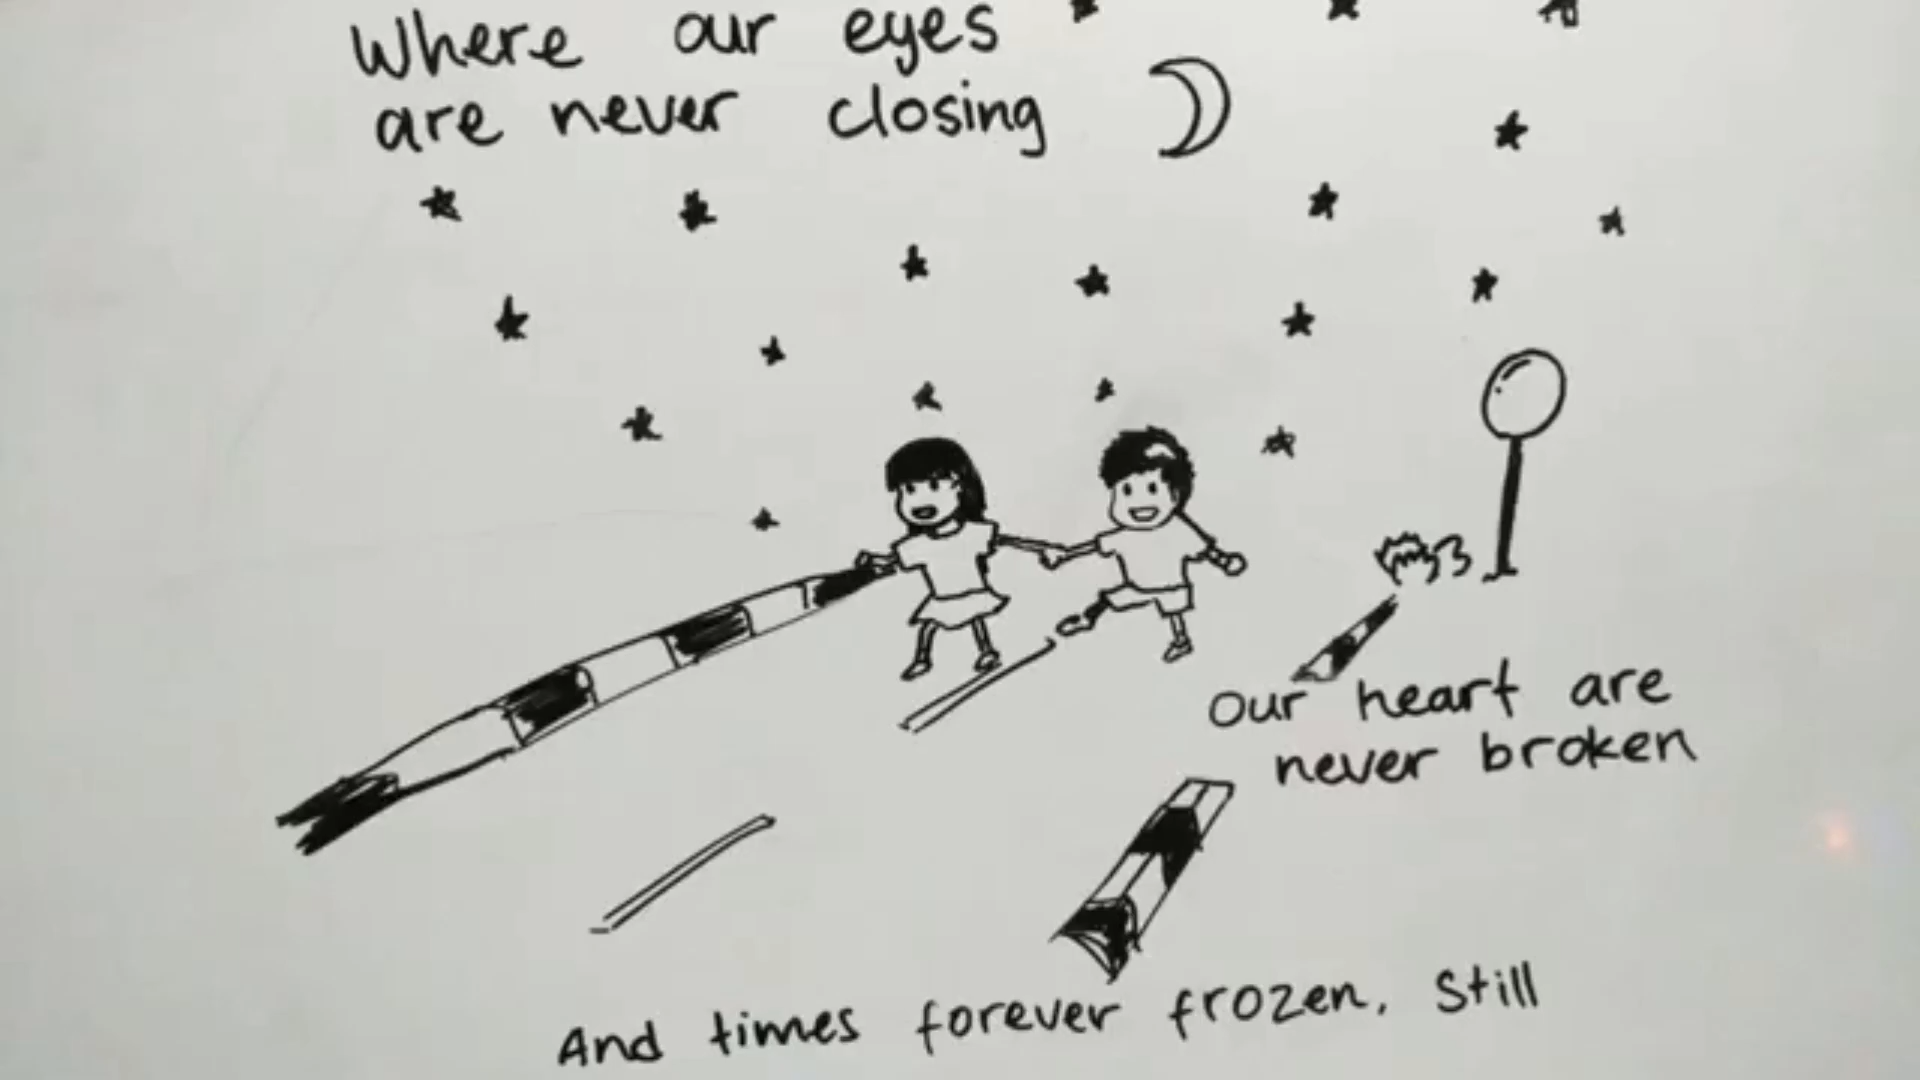 Where our eyes
are never closing
Our heart are
never broken
And times forever frozen. Still